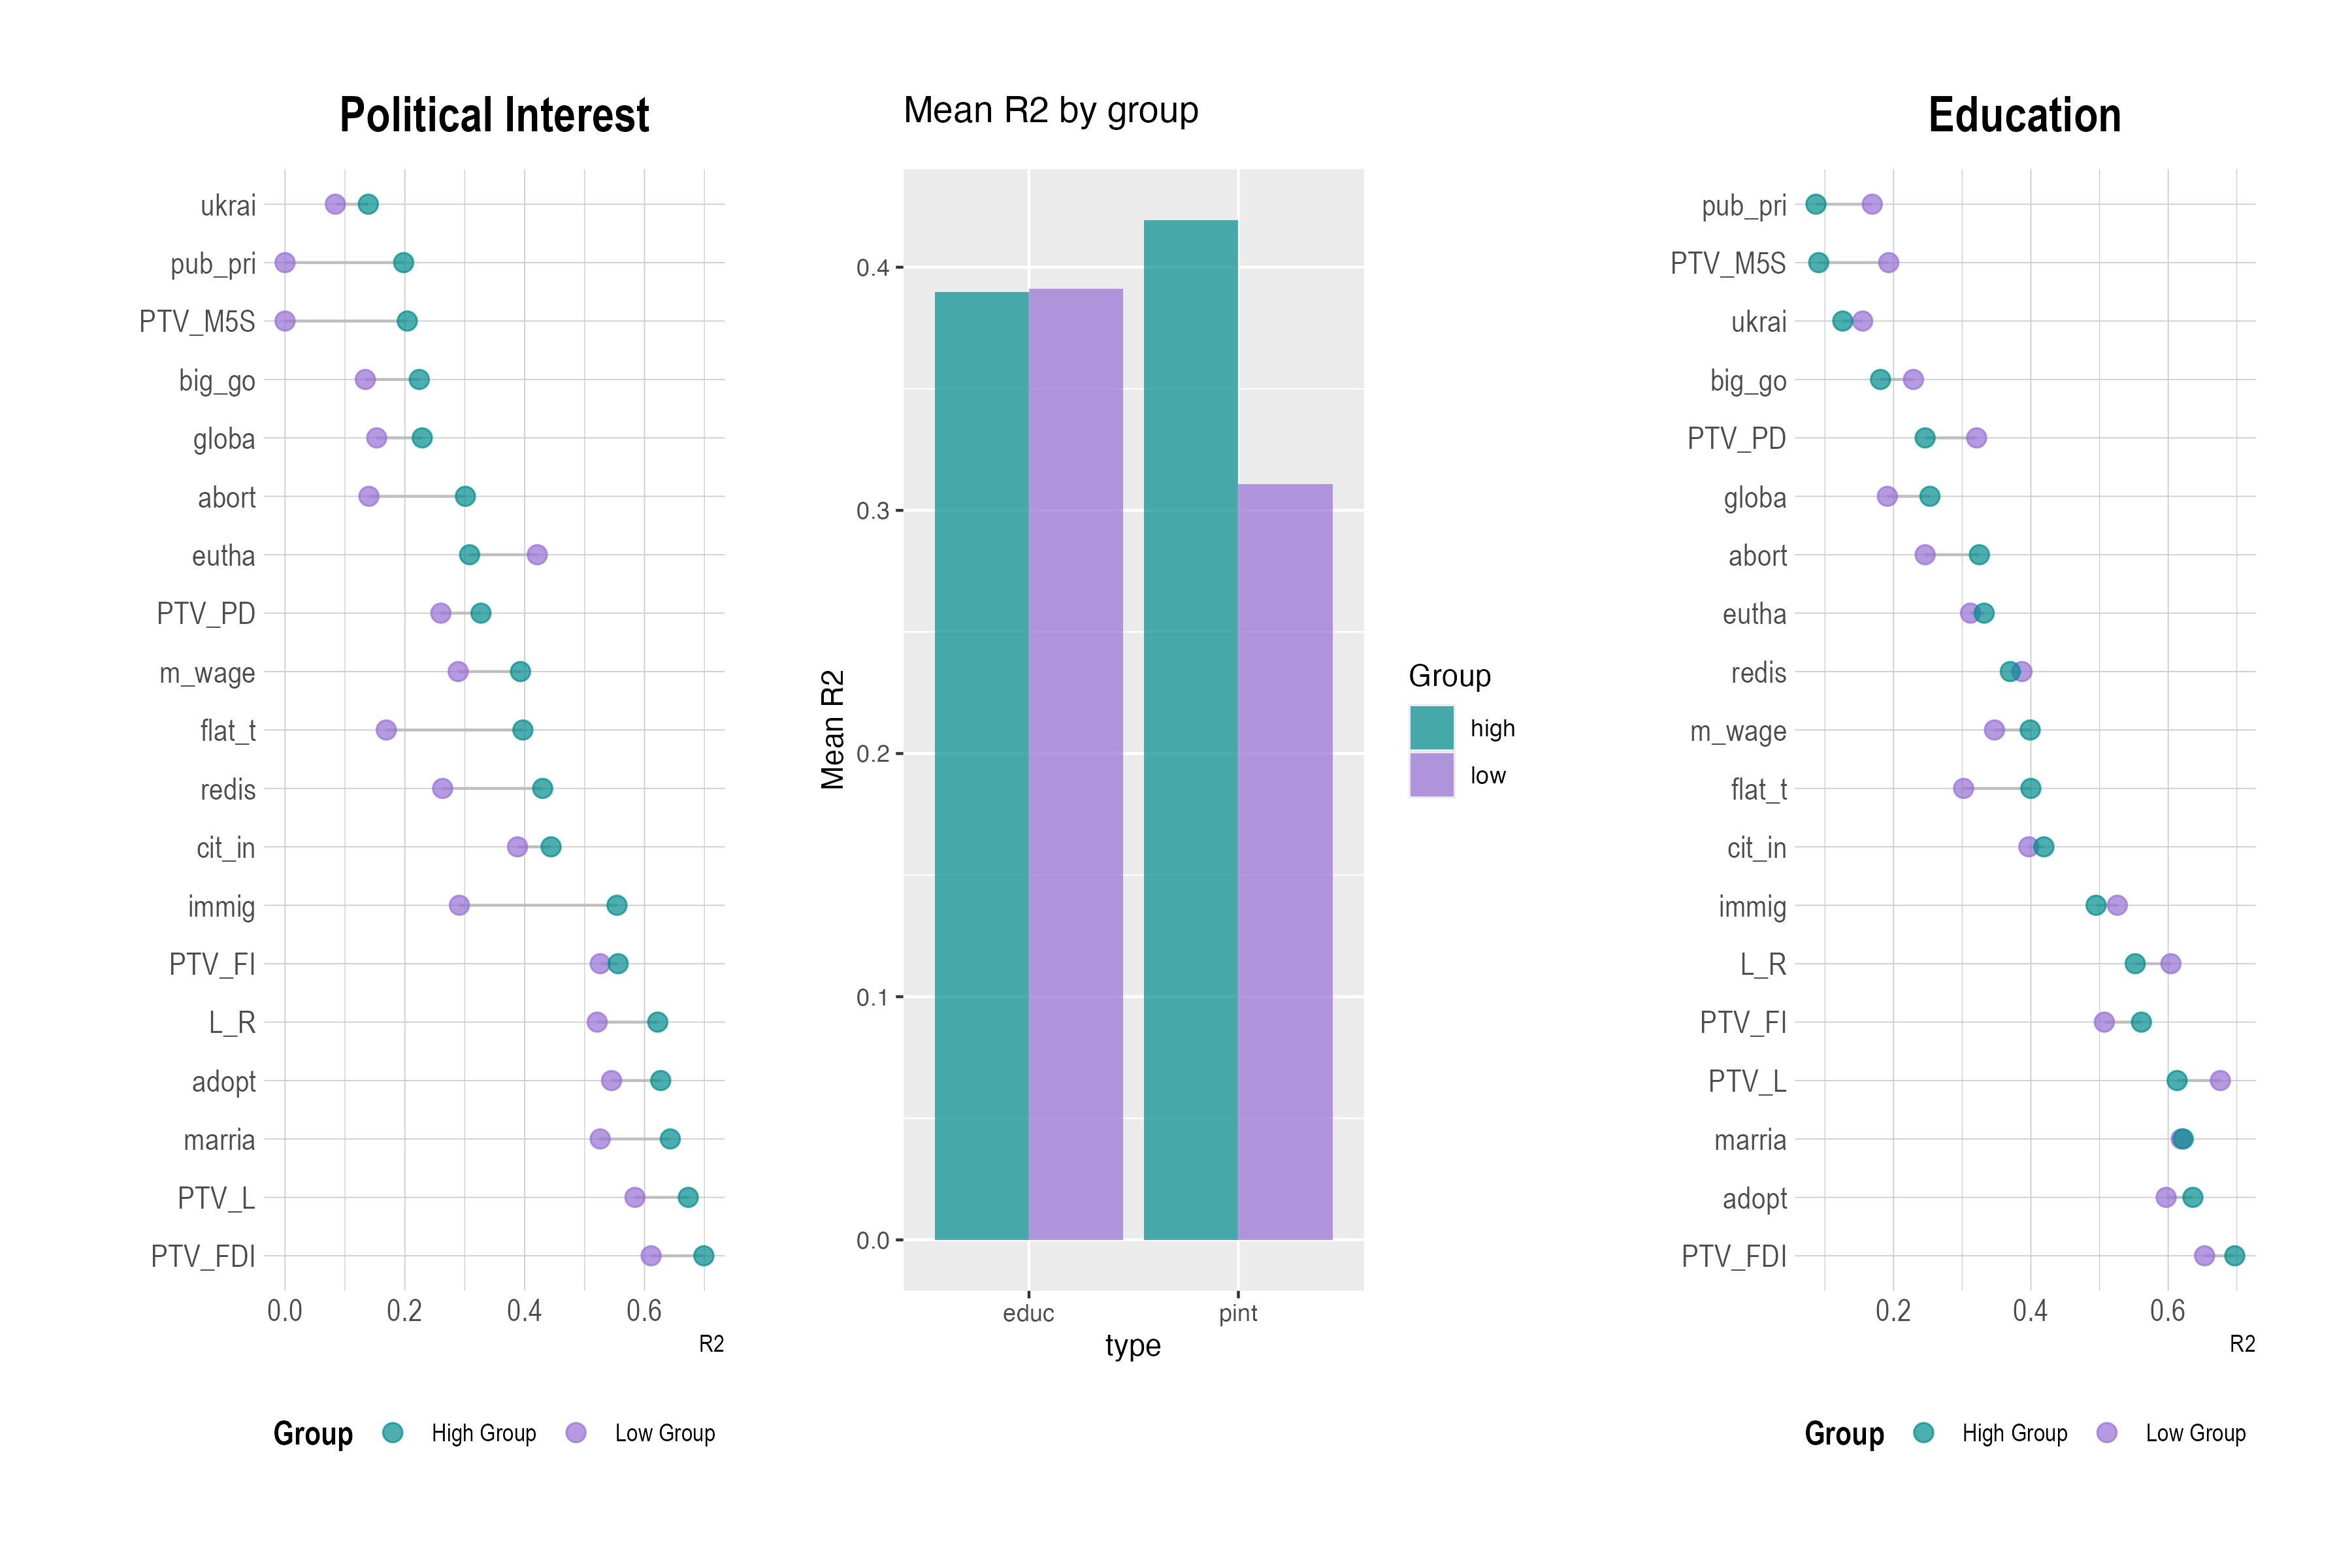 Political Interest
ukrai
pub_pri
PTV_M5S
big_go
globa
abort
eutha
PTV_PD
m_wage
flat_t
redis
cit_in
immig
PTV_FI
L_R
adopt
marria
PTV_L
PTV_FDI
0.0 0.2 0.4 0.6
R2
Group High Group Low Group
Mean R2 by group
Mean R2
0.4
0.3
0.2
0.1
0.0
educ pint
type
Group
high
low
Education
pub_pri
PTV_M5S
ukrai
big_go
PTV_PD
globa
abort
eutha
redis
m_wage
flat_t
cit_in
immig
L_R
PTV_FI
PTV_L
marria
adopt
PTV_FDI
0.2 0.4 0.6
R2
Group High Group Low Group